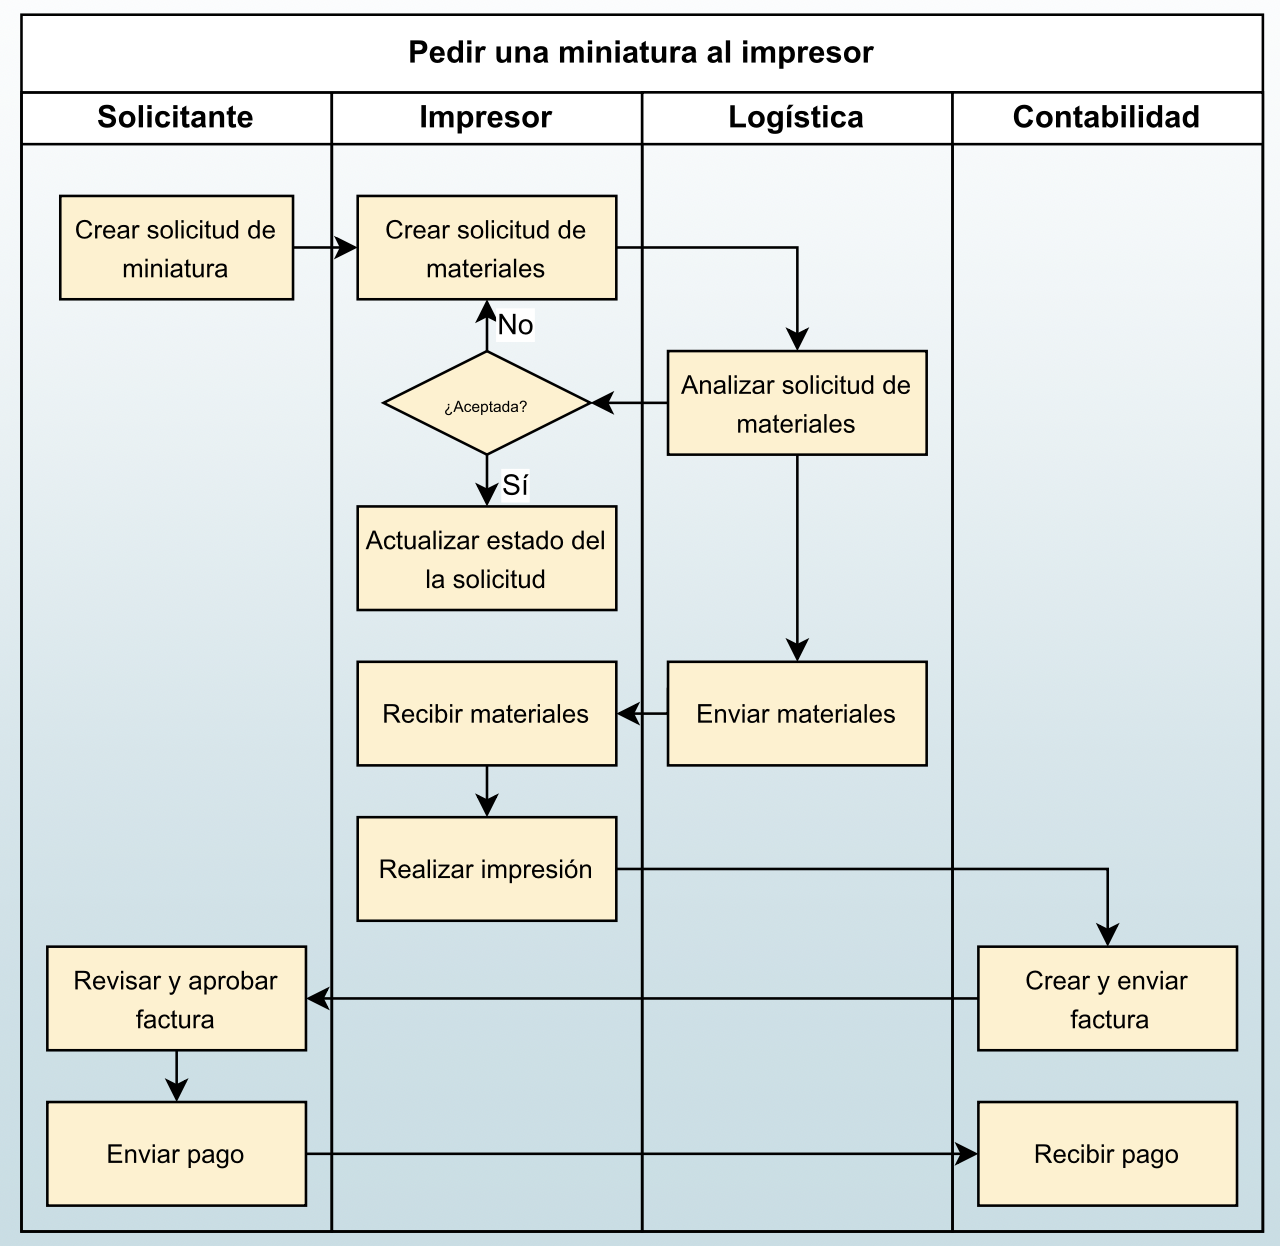 Pedir una miniatura al impresor
Solicitante
Impresor
Logística
Contabilidad
Crear solicitud de
miniatura
Crear solicitud de
materiales
No
Analizar solicitud de
materiales
¿Aceptada?
Sí
Actualizar estado del
la solicitud
Recibir materiales
Enviar materiales
Realizar impresión
Revisar y aprobar
factura
Crear y enviar
factura
Enviar pago
Recibir pago